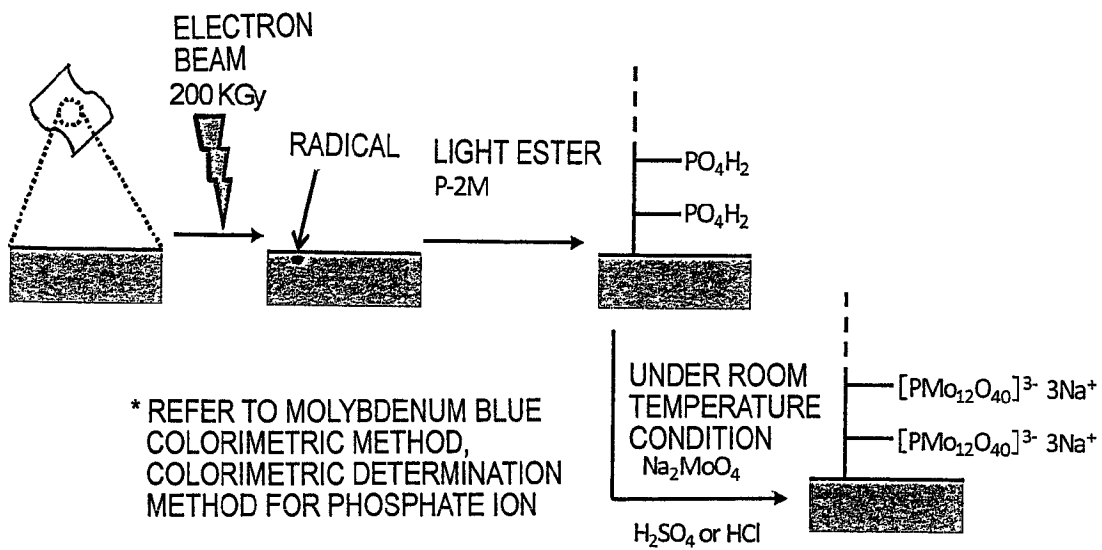 ELECTRON
BEAM
200 KGy
RADICAL
LIGHT ESTER
P-2M
PO₄H₂
PO₄H₂
UNDER ROOM
TEMPERATURE
CONDITION
Na₂MoO₄
H₂SO₄ or HCl
[PMo₁₂O₄₀]³⁻ 3Na⁺
[PMo₁₂O₄₀]³⁻ 3Na⁺
* REFER TO MOLYBDENUM BLUE
COLORIMETRIC METHOD,
COLORIMETRIC DETERMINATION
METHOD FOR PHOSPHATE ION